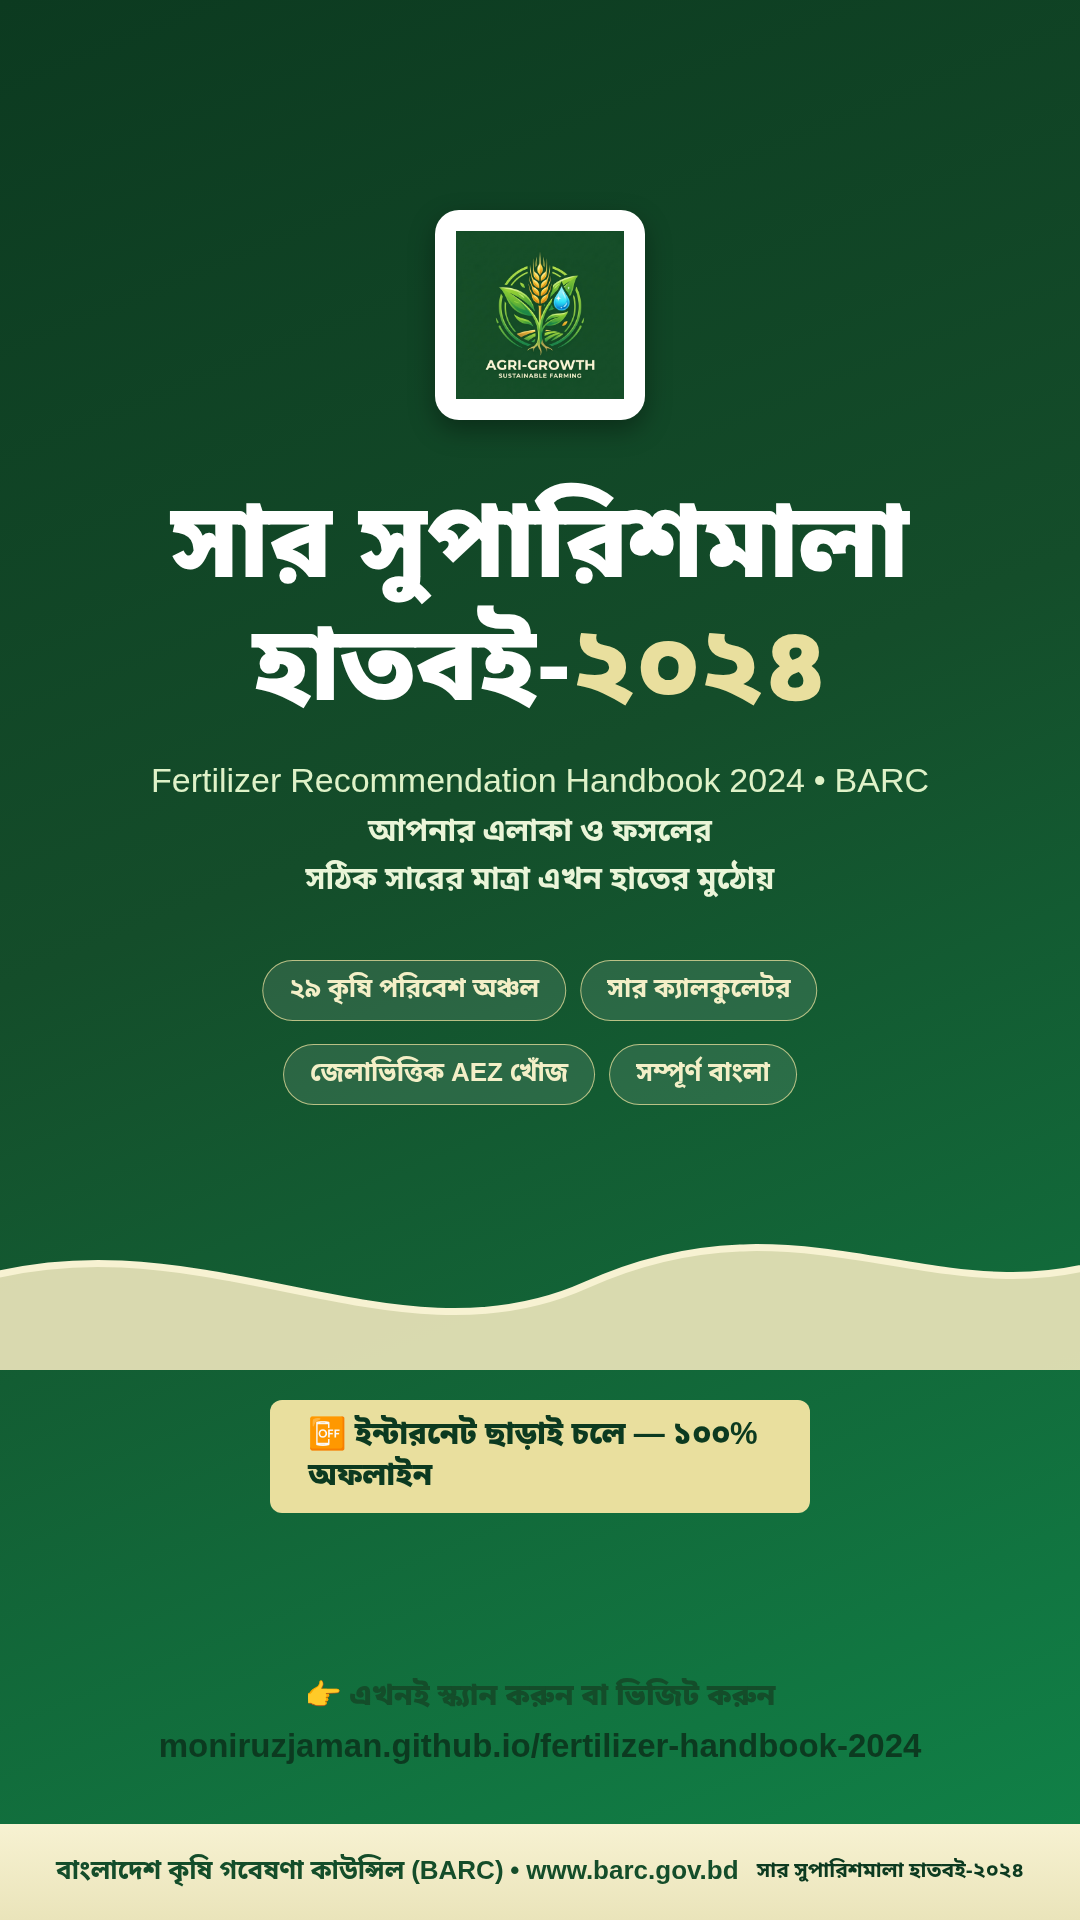 AGRI-GROWTH
SUSTAINABLE FARMING
সার সুপারিশমালা
হাতবই-২০২৪
Fertilizer Recommendation Handbook 2024 • BARC
আপনার এলাকা ও ফসলের
সঠিক সারের মাত্রা এখন হাতের মুঠোয়
২৯ কৃষি পরিবেশ অঞ্চল
সার ক্যালকুলেটর
জেলাভিত্তিক AEZ খোঁজ
সম্পূর্ণ বাংলা
📴 ইন্টারনেট ছাড়াই চলে — ১০০%
অফলাইন
👉 এখনই স্ক্যান করুন বা ভিজিট করুন
moniruzjaman.github.io/fertilizer-handbook-2024
বাংলাদেশ কৃষি গবেষণা কাউন্সিল (BARC) • www.barc.gov.bd
সার সুপারিশমালা হাতবই-২০২৪